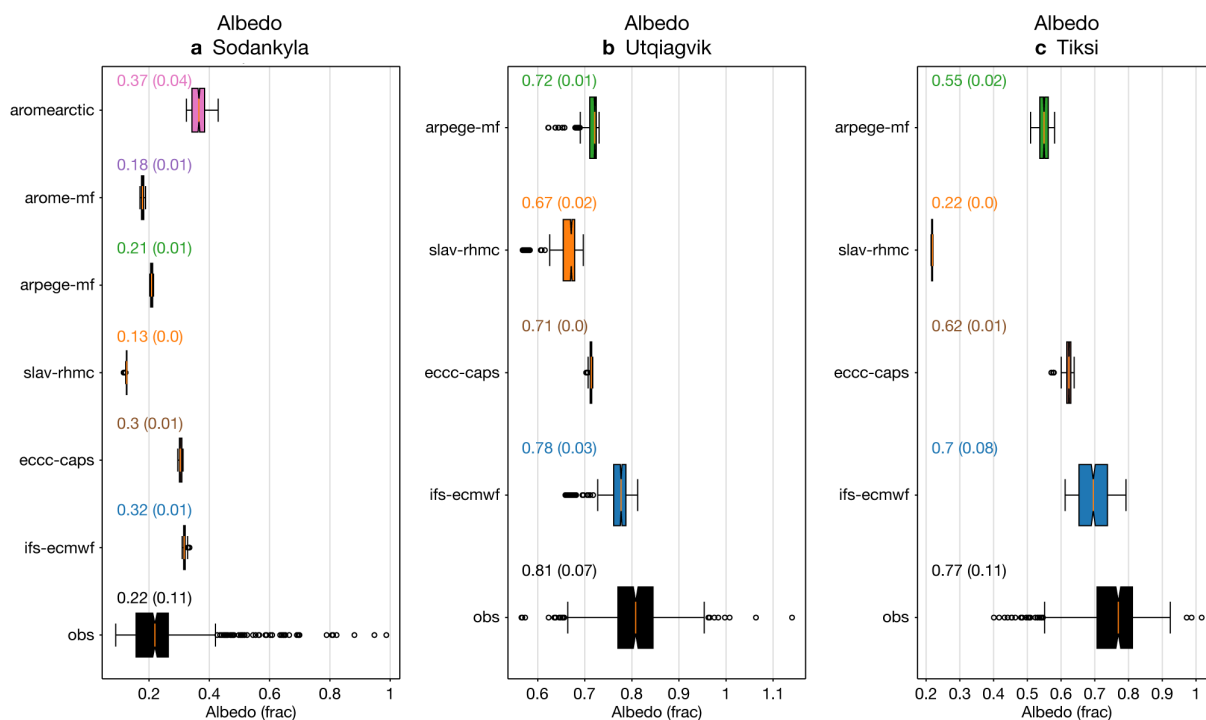 Albedo
a Sodankyla
0.37 (0.04)
aromearctic
0.18 (0.01)
arome-mf
0.21 (0.01)
arpege-mf
0.13 (0.0)
slav-rhmc
0.3 (0.01)
eccc-caps
0.32 (0.01)
ifs-ecmwf
0.22 (0.11)
obs
0.2 0.4 0.6 0.8 1
Albedo (frac)
Albedo
b Utqiagvik
0.72 (0.01)
arpege-mf
0.67 (0.02)
slav-rhmc
0.71 (0.0)
eccc-caps
0.78 (0.03)
ifs-ecmwf
0.81 (0.07)
obs
0.6 0.7 0.8 0.9 1 1.1
Albedo (frac)
Albedo
c Tiksi
0.55 (0.02)
arpege-mf
0.22 (0.0)
slav-rhmc
0.62 (0.01)
eccc-caps
0.7 (0.08)
ifs-ecmwf
0.77 (0.11)
obs
0.2 0.3 0.4 0.5 0.6 0.7 0.8 0.9 1
Albedo (frac)